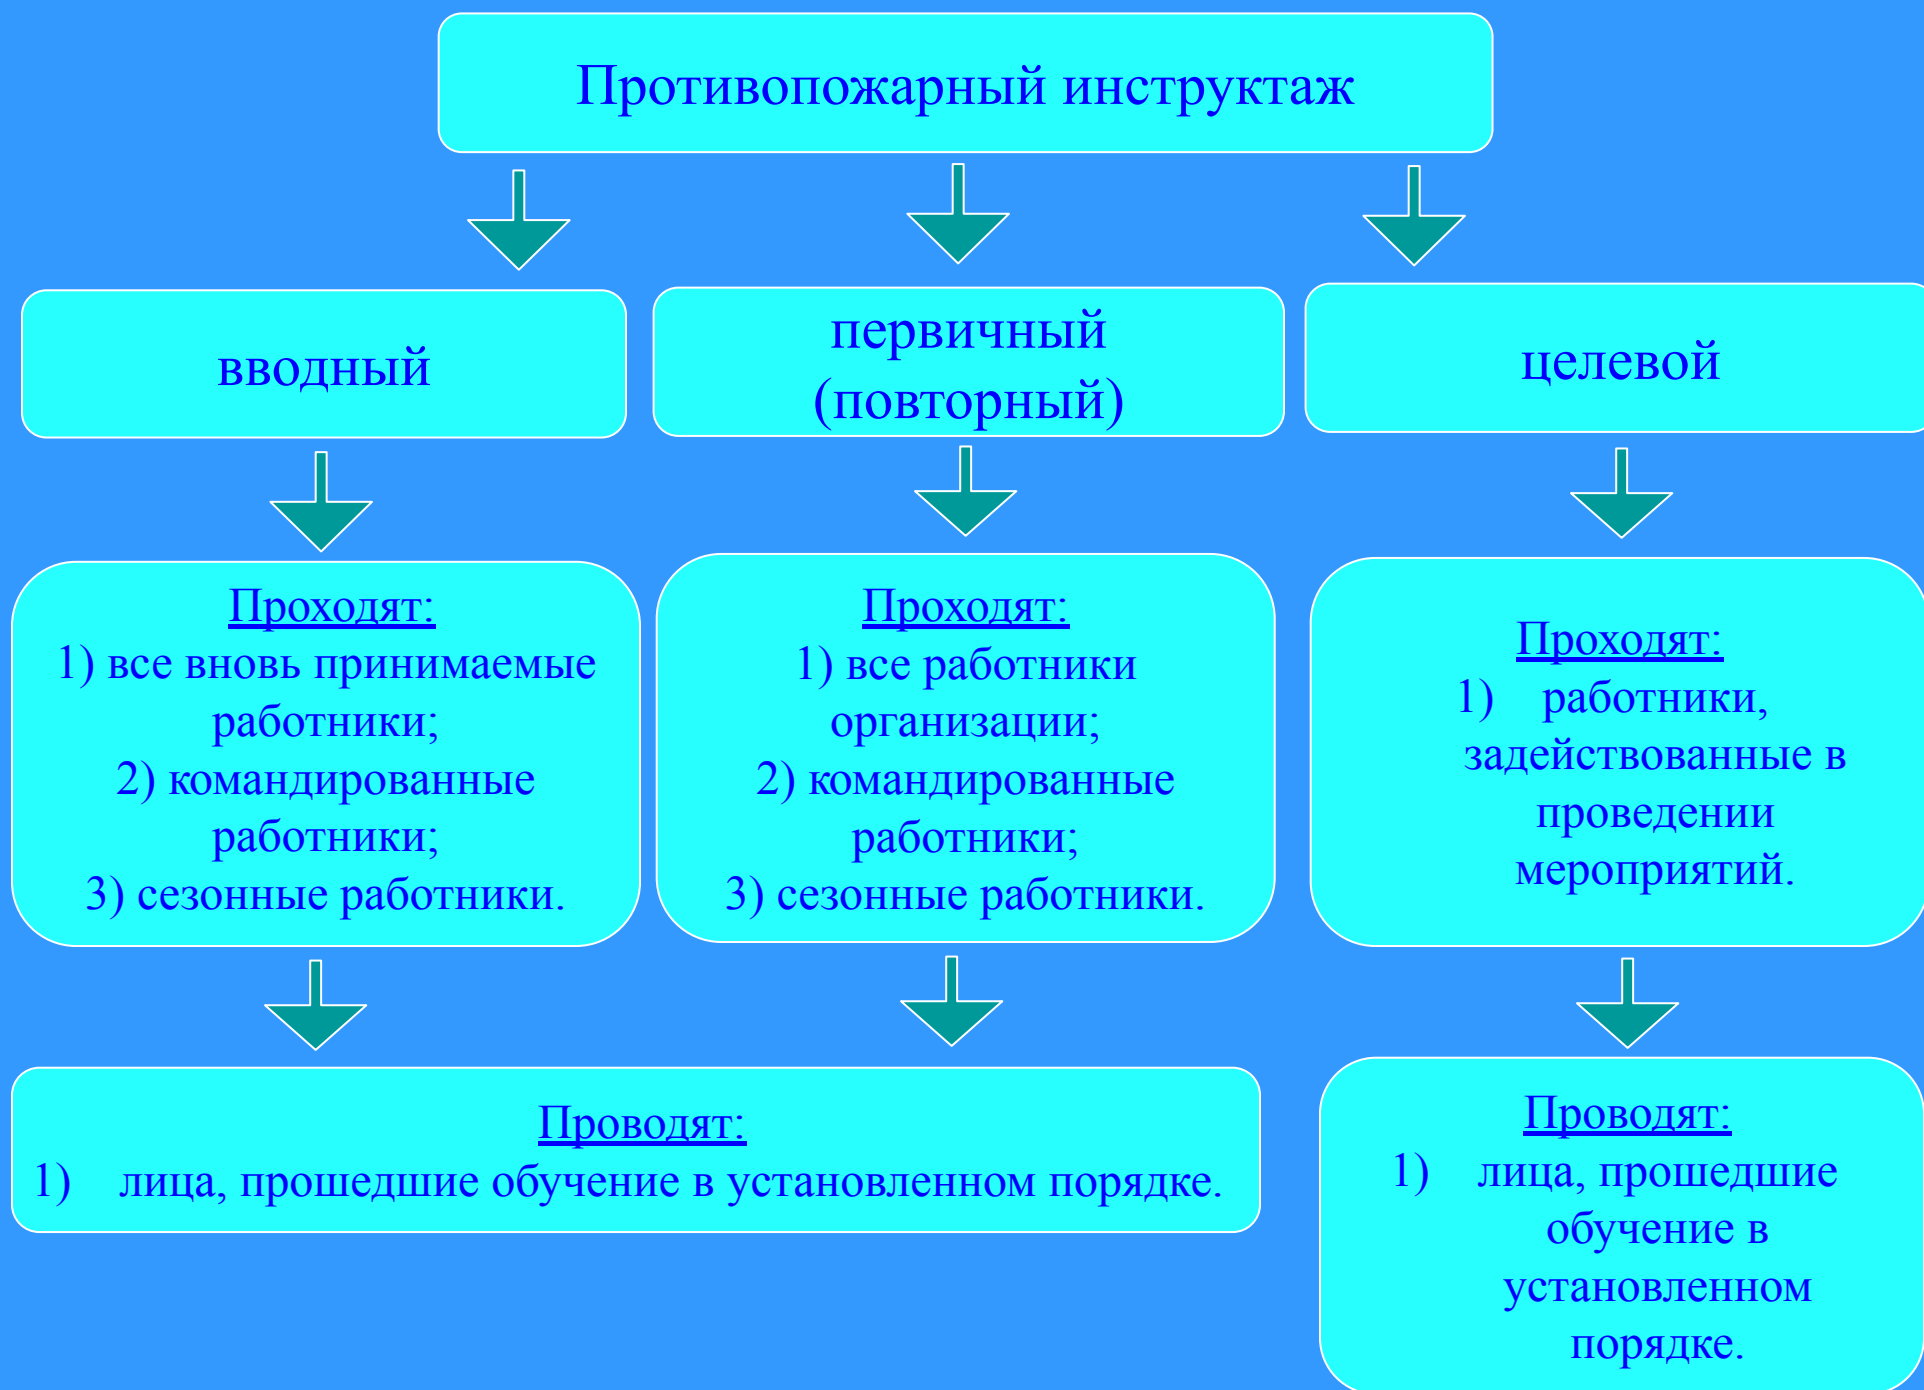 Противопожарный инструктаж
вводный
первичный
(повторный)
целевой
Проходят:
1) все вновь принимаемые
работники;
2) командированные
работники;
3) сезонные работники.
Проходят:
1) все работники
организации;
2) командированные
работники;
3) сезонные работники.
Проходят:
1) работники,
задействованные в
проведении
мероприятий.
Проводят:
1) лица, прошедшие обучение в установленном порядке.
Проводят:
1) лица, прошедшие
обучение в
установленном
порядке.